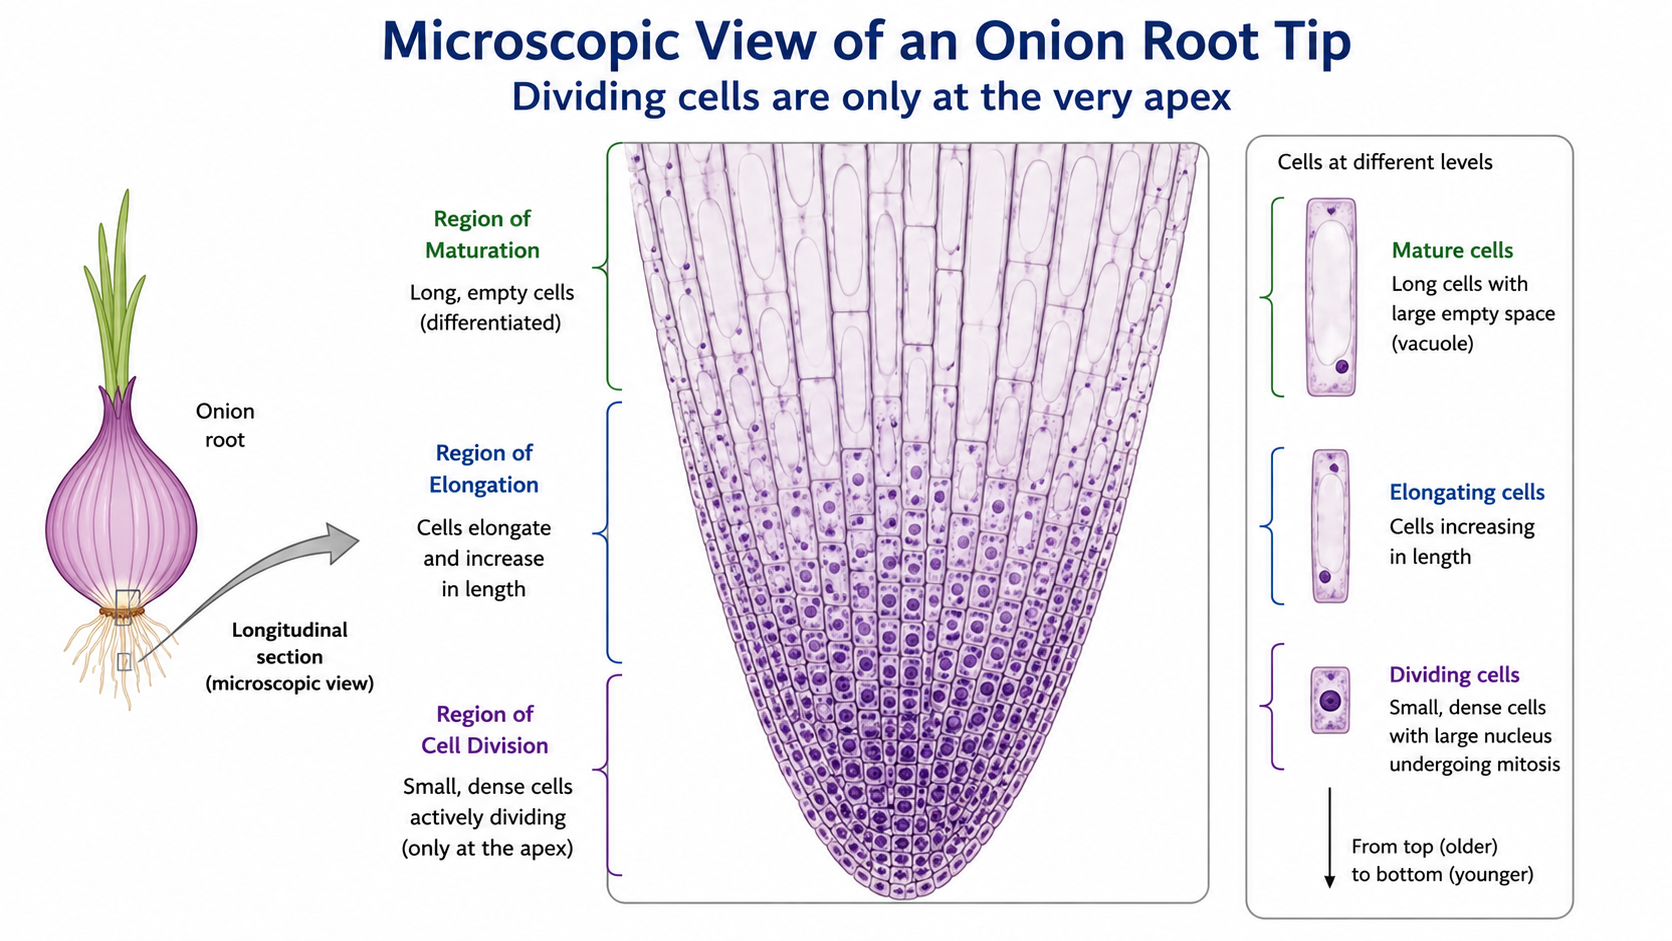 Microscopic View of an Onion Root Tip
Dividing cells are only at the very apex
Onion
root
Longitudinal
section
(microscopic view)
Region of
Maturation
Long, empty cells
(differentiated)
Region of
Elongation
Cells elongate
and increase
in length
Region of
Cell Division
Small, dense cells
actively dividing
(only at the apex)
Cells at different levels
Mature cells
Long cells with
large empty space
(vacuole)
Elongating cells
Cells increasing
in length
Dividing cells
Small, dense cells
with large nucleus
undergoing mitosis
From top (older)
to bottom (younger)